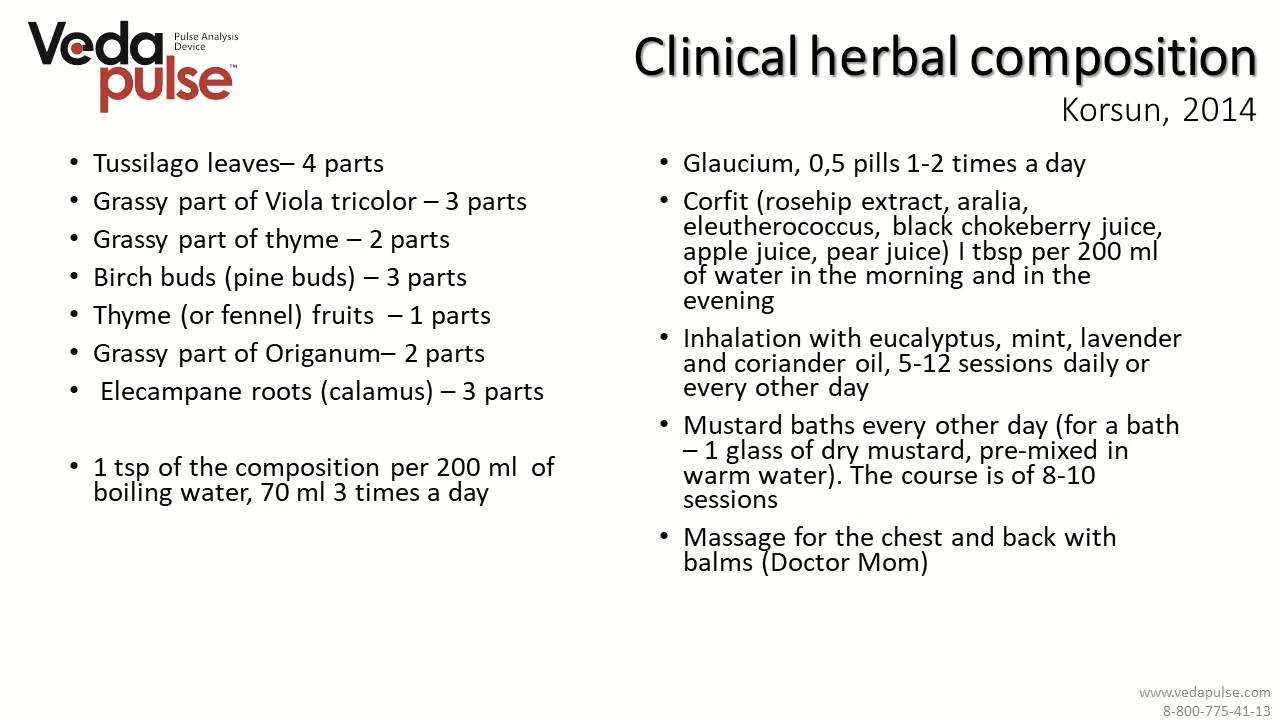 Veda
pulse™
Pulse Analysis
Device
Clinical herbal composition
Korsun, 2014
• Tussilago leaves– 4 parts
• Grassy part of Viola tricolor – 3 parts
• Grassy part of thyme – 2 parts
• Birch buds (pine buds) – 3 parts
• Thyme (or fennel) fruits – 1 parts
• Grassy part of Origanum– 2 parts
• Elecampane roots (calamus) – 3 parts
• 1 tsp of the composition per 200 ml of
boiling water, 70 ml 3 times a day
• Glaucium, 0,5 pills 1-2 times a day
• Corfit (rosehip extract, aralia,
eleutherococcus, black chokeberry juice,
apple juice, pear juice) I tbsp per 200 ml
of water in the morning and in the
evening
• Inhalation with eucalyptus, mint, lavender
and coriander oil, 5-12 sessions daily or
every other day
• Mustard baths every other day (for a bath
– 1 glass of dry mustard, pre-mixed in
warm water). The course is of 8-10
sessions
• Massage for the chest and back with
balms (Doctor Mom)
www.vedapulse.com
8-800-775-41-13